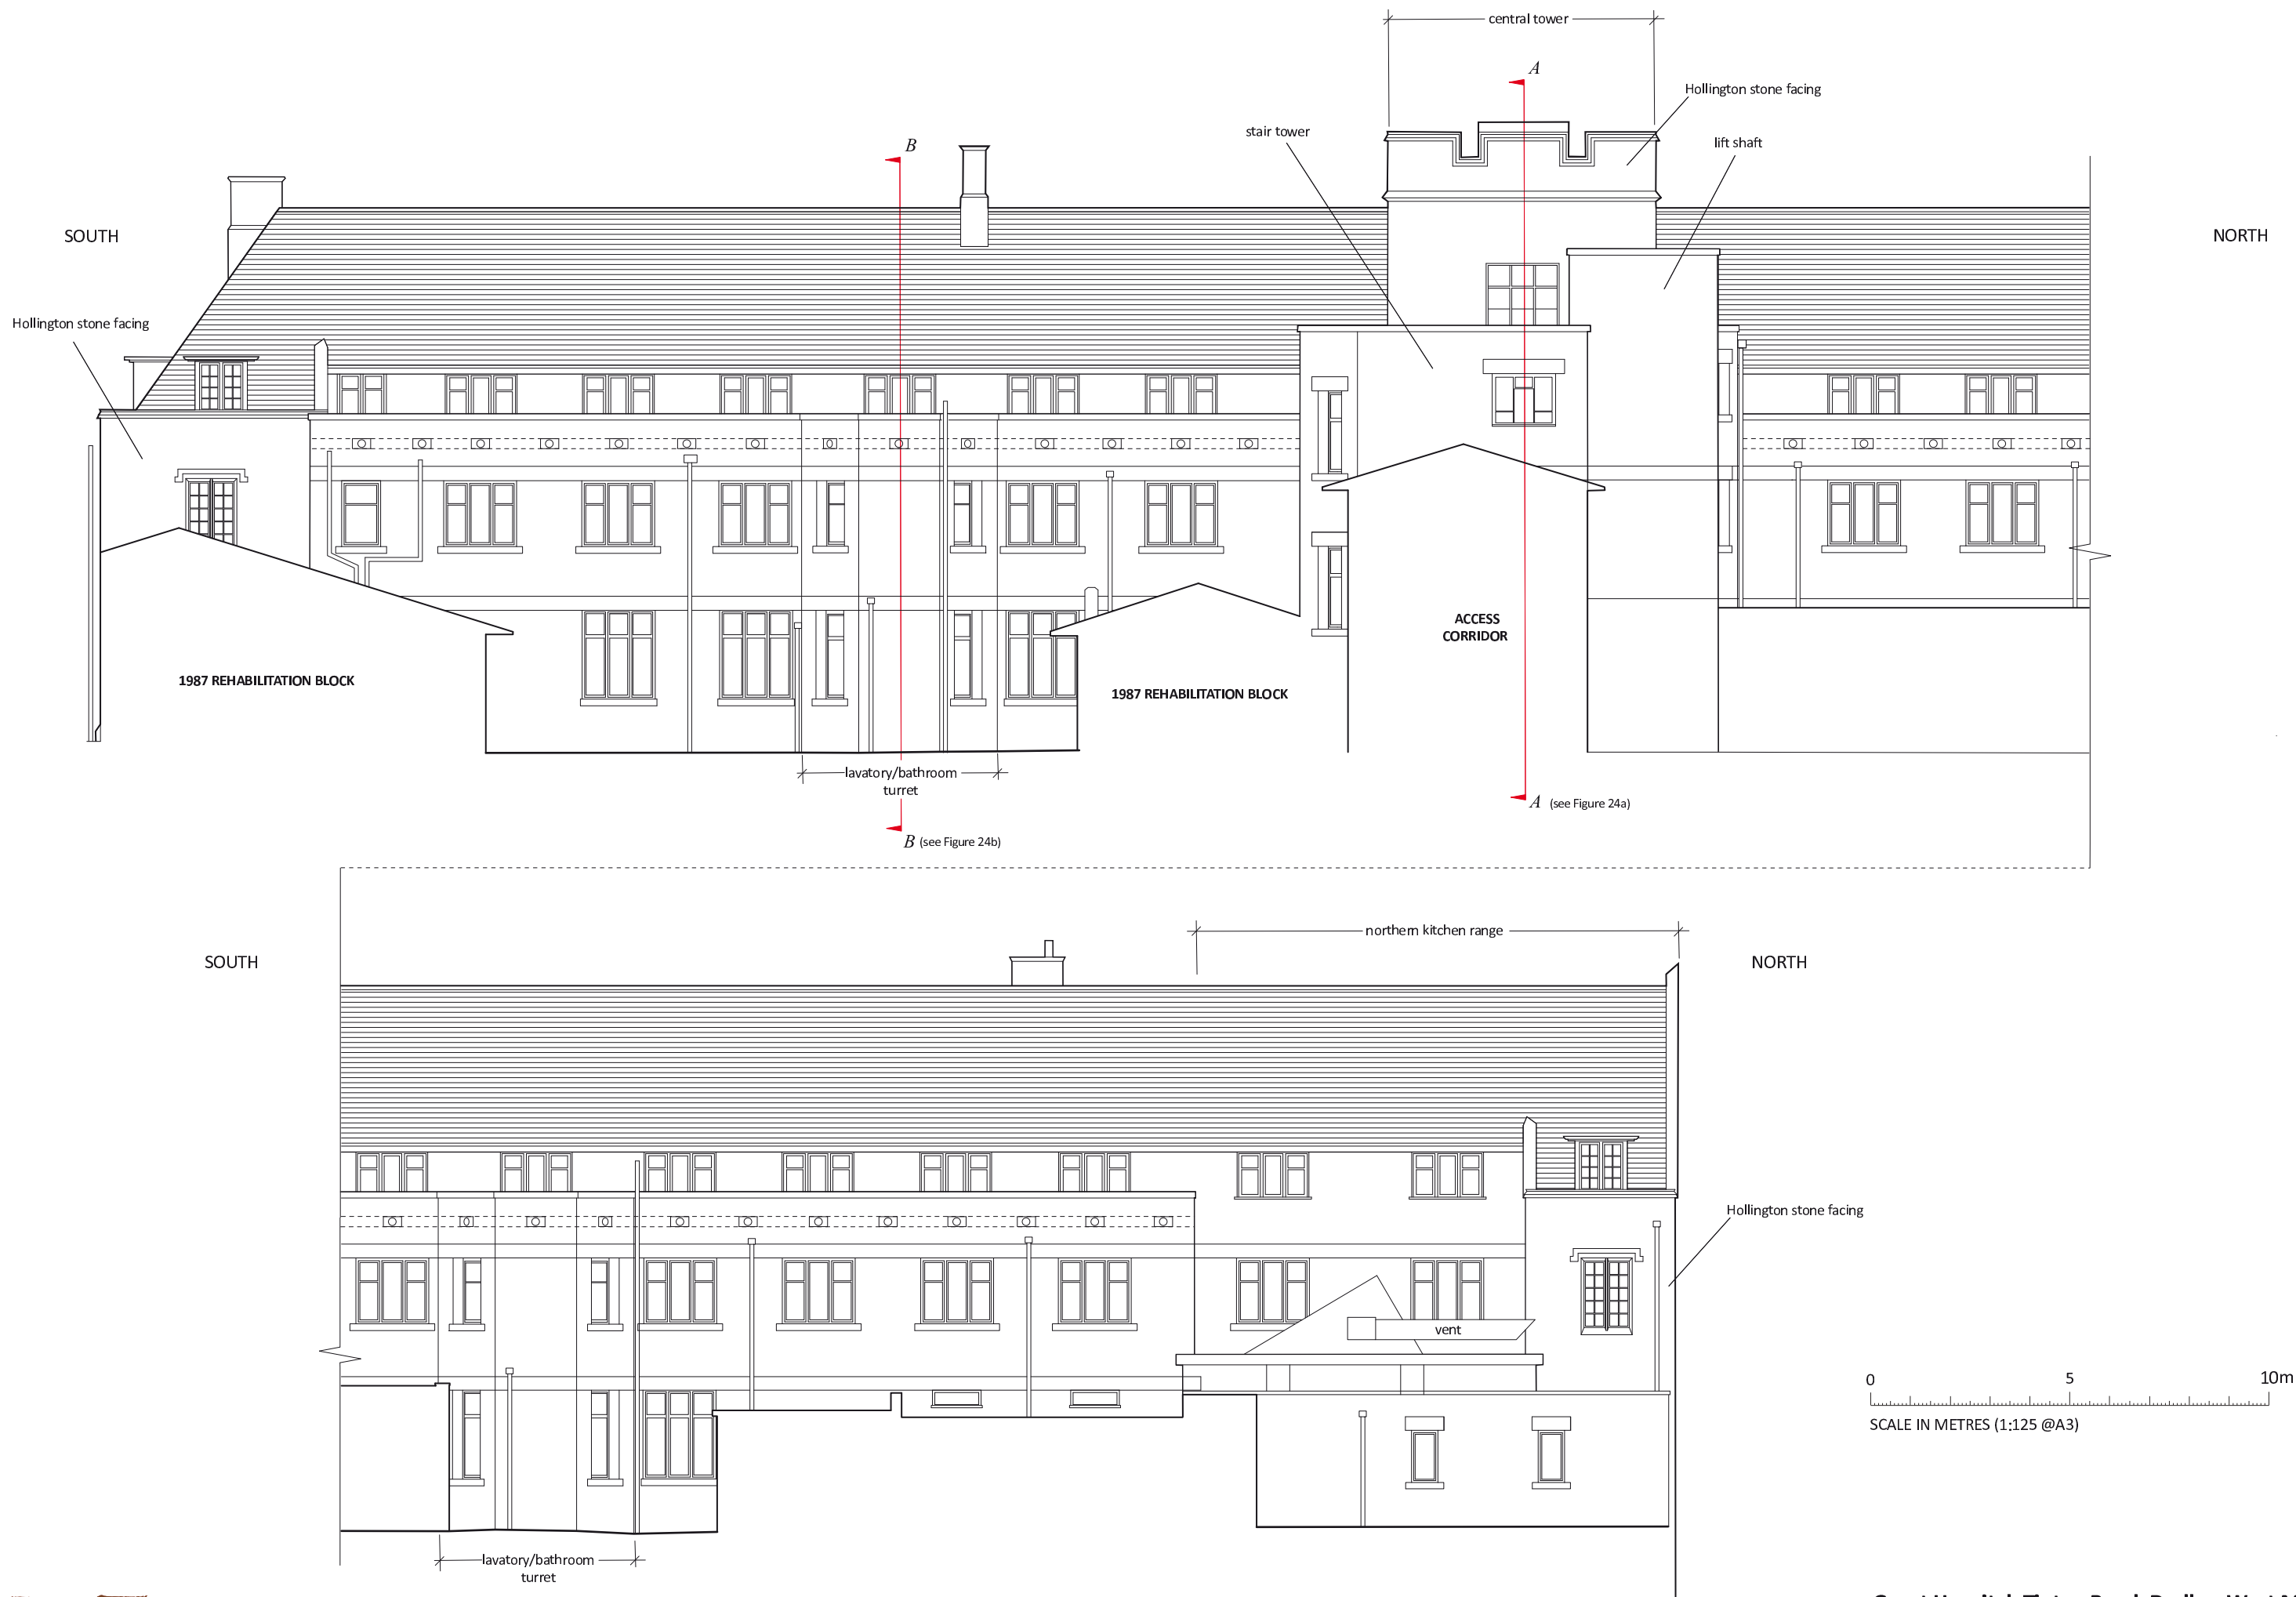 central tower
A
Hollington stone facing
stair tower
lift shaft
B
SOUTH
NORTH
Hollington stone facing
ACCESS
CORRIDOR
1987 REHABILITATION BLOCK
1987 REHABILITATION BLOCK
lavatory/bathroom
turret
A (see Figure 24a)
B (see Figure 24b)
northern kitchen range
SOUTH
NORTH
Hollington stone facing
vent
0 5 10m
SCALE IN METRES (1:125 @A3)
lavatory/bathroom
turret